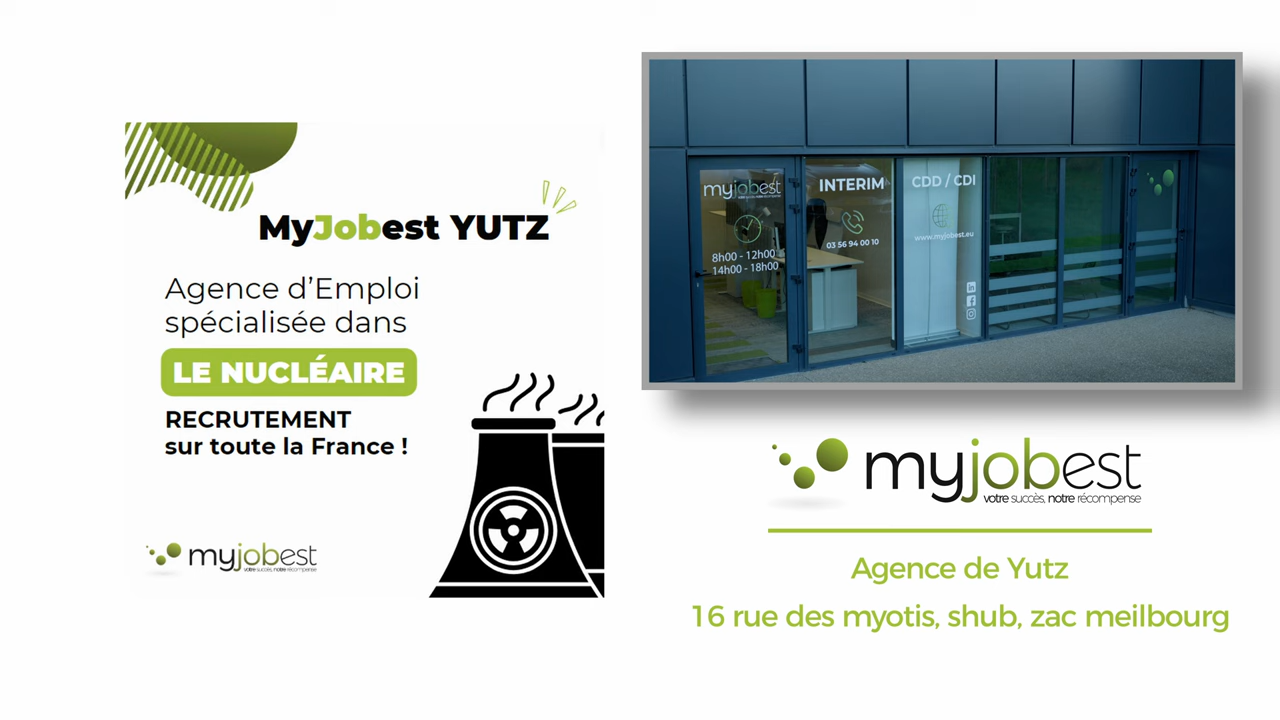 MyJobest YUTZ
Agence d'Emploi
spécialisée dans
LE NUCLÉAIRE
RECRUTEMENT
sur toute la France !
myjobest
votre succès, notre récompense
myjobest
8h00 - 12h00
14h00 - 18h00
INTERIM
03 56 94 00 10
CDD / CDI
www.myjobest.eu
myjobest
votre succès, notre récompense
Agence de Yutz
16 rue des myotis, shub, zac meilbourg